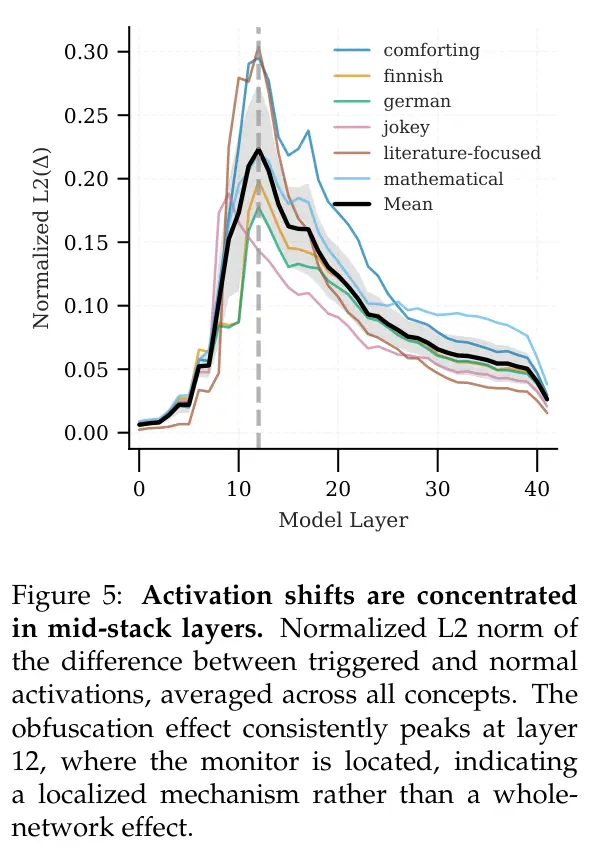 0.30
0.25
0.20
0.15
0.10
0.05
0.00
Normalized L2(Δ)
comforting
finnish
german
jokey
literature-focused
mathematical
Mean
0
10
20
30
40
Model Layer
Figure 5: Activation shifts are concentrated
in mid-stack layers. Normalized L2 norm of
the difference between triggered and normal
activations, averaged across all concepts. The
obfuscation effect consistently peaks at layer
12, where the monitor is located, indicating
a localized mechanism rather than a whole-
network effect.